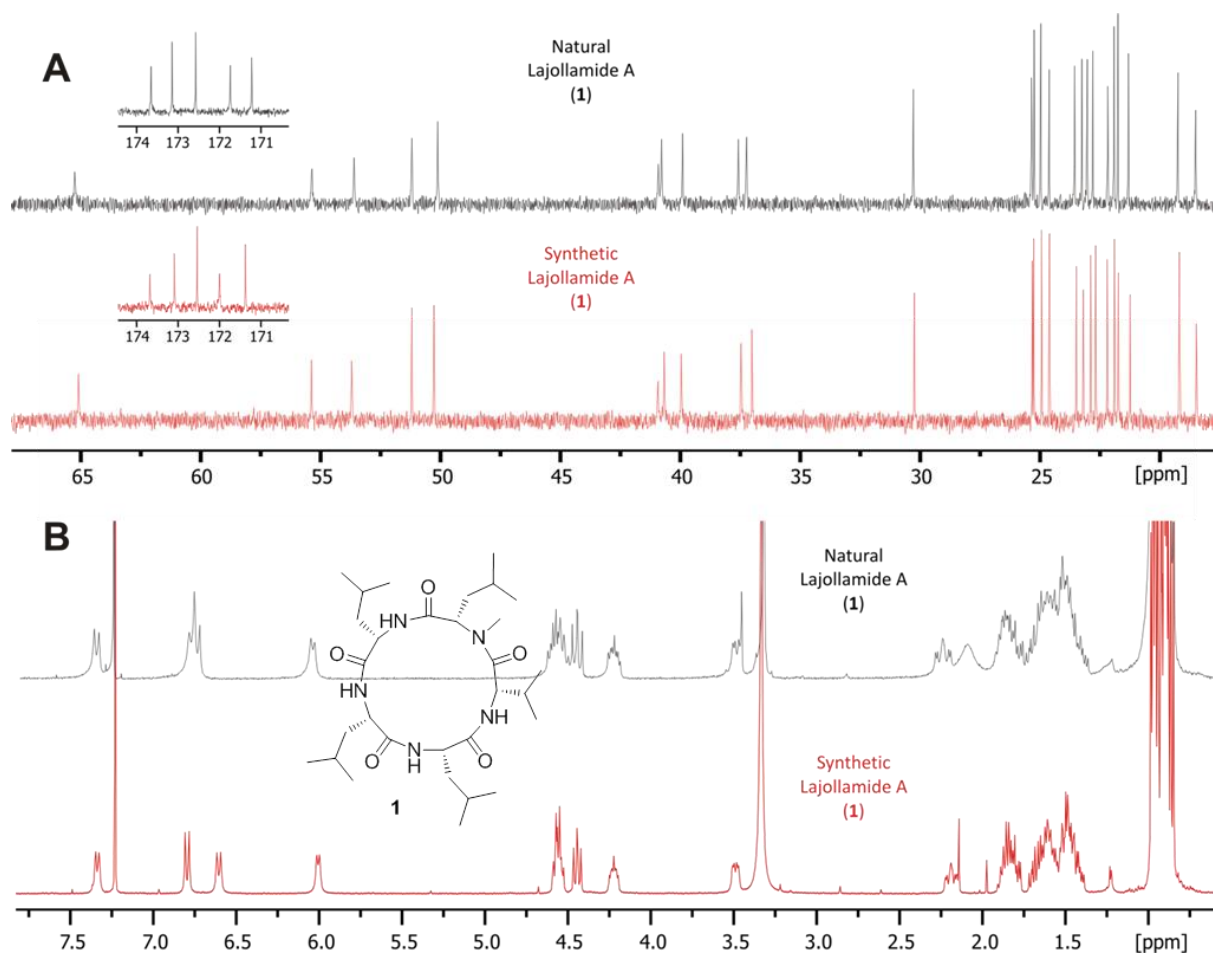 A
Natural
Lajollamide A
(1)
174 173 172 171
Synthetic
Lajollamide A
(1)
174 173 172 171
65 60 55 50 45 40 35 30 25 [ppm]
B
Natural
Lajollamide A
(1)
O
HN
N
O
O
HN
NH
O
N
H
O
1
Synthetic
Lajollamide A
(1)
7.5 7.0 6.5 6.0 5.5 5.0 4.5 4.0 3.5 3.0 2.5 2.0 1.5 [ppm]